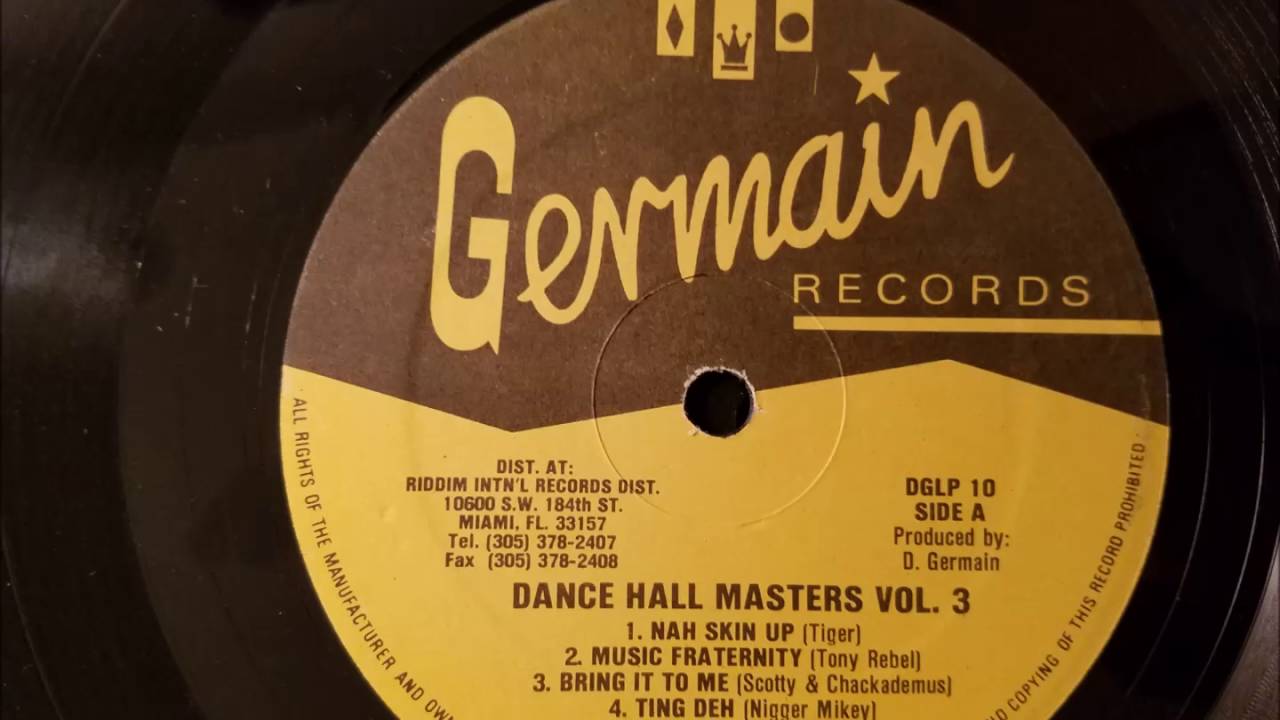 Germain
RECORDS
DIST. AT:
RIDDIM INTN'L RECORDS DIST.
10600 S.W. 184th ST.
MIAMI, FL. 33157
Tel. (305) 378-2407
Fax (305) 378-2408
DGLP 10
SIDE A
Produced by:
D. Germain
DANCE HALL MASTERS VOL. 3
1. NAH SKIN UP (Tiger)
2. MUSIC FRATERNITY (Tony Rebel)
3. BRING IT TO ME (Scotty & Chackademus)
4. TING DEH (Nigger Mikey)
ALL RIGHTS OF THE MANUFACTURER AND
COPYING OF THIS RECORD PROHIBITED